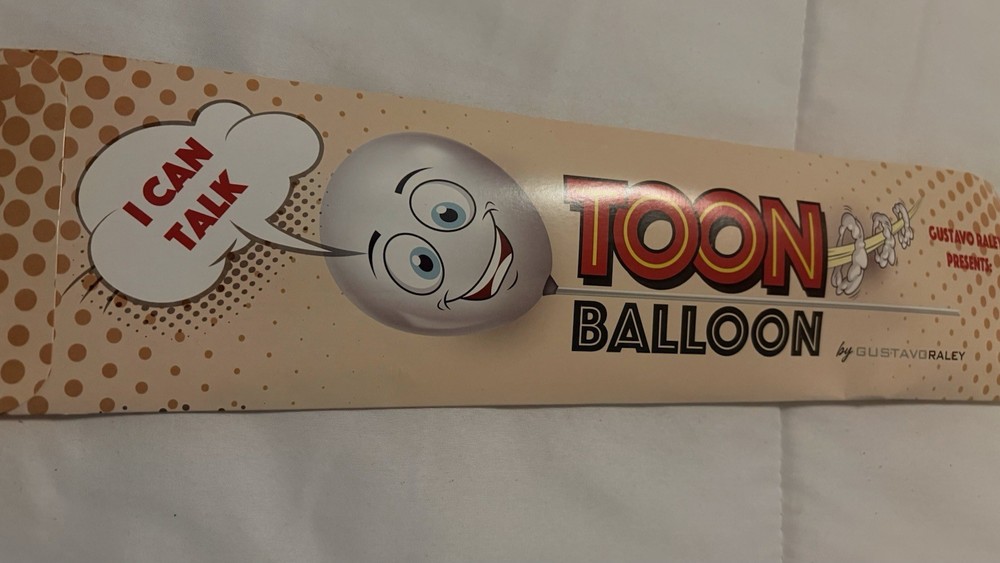 I CAN
TALK
TOON
BALLOON
by GUSTAVORALEY
GUSTAVO RALEY
PRESENTS: